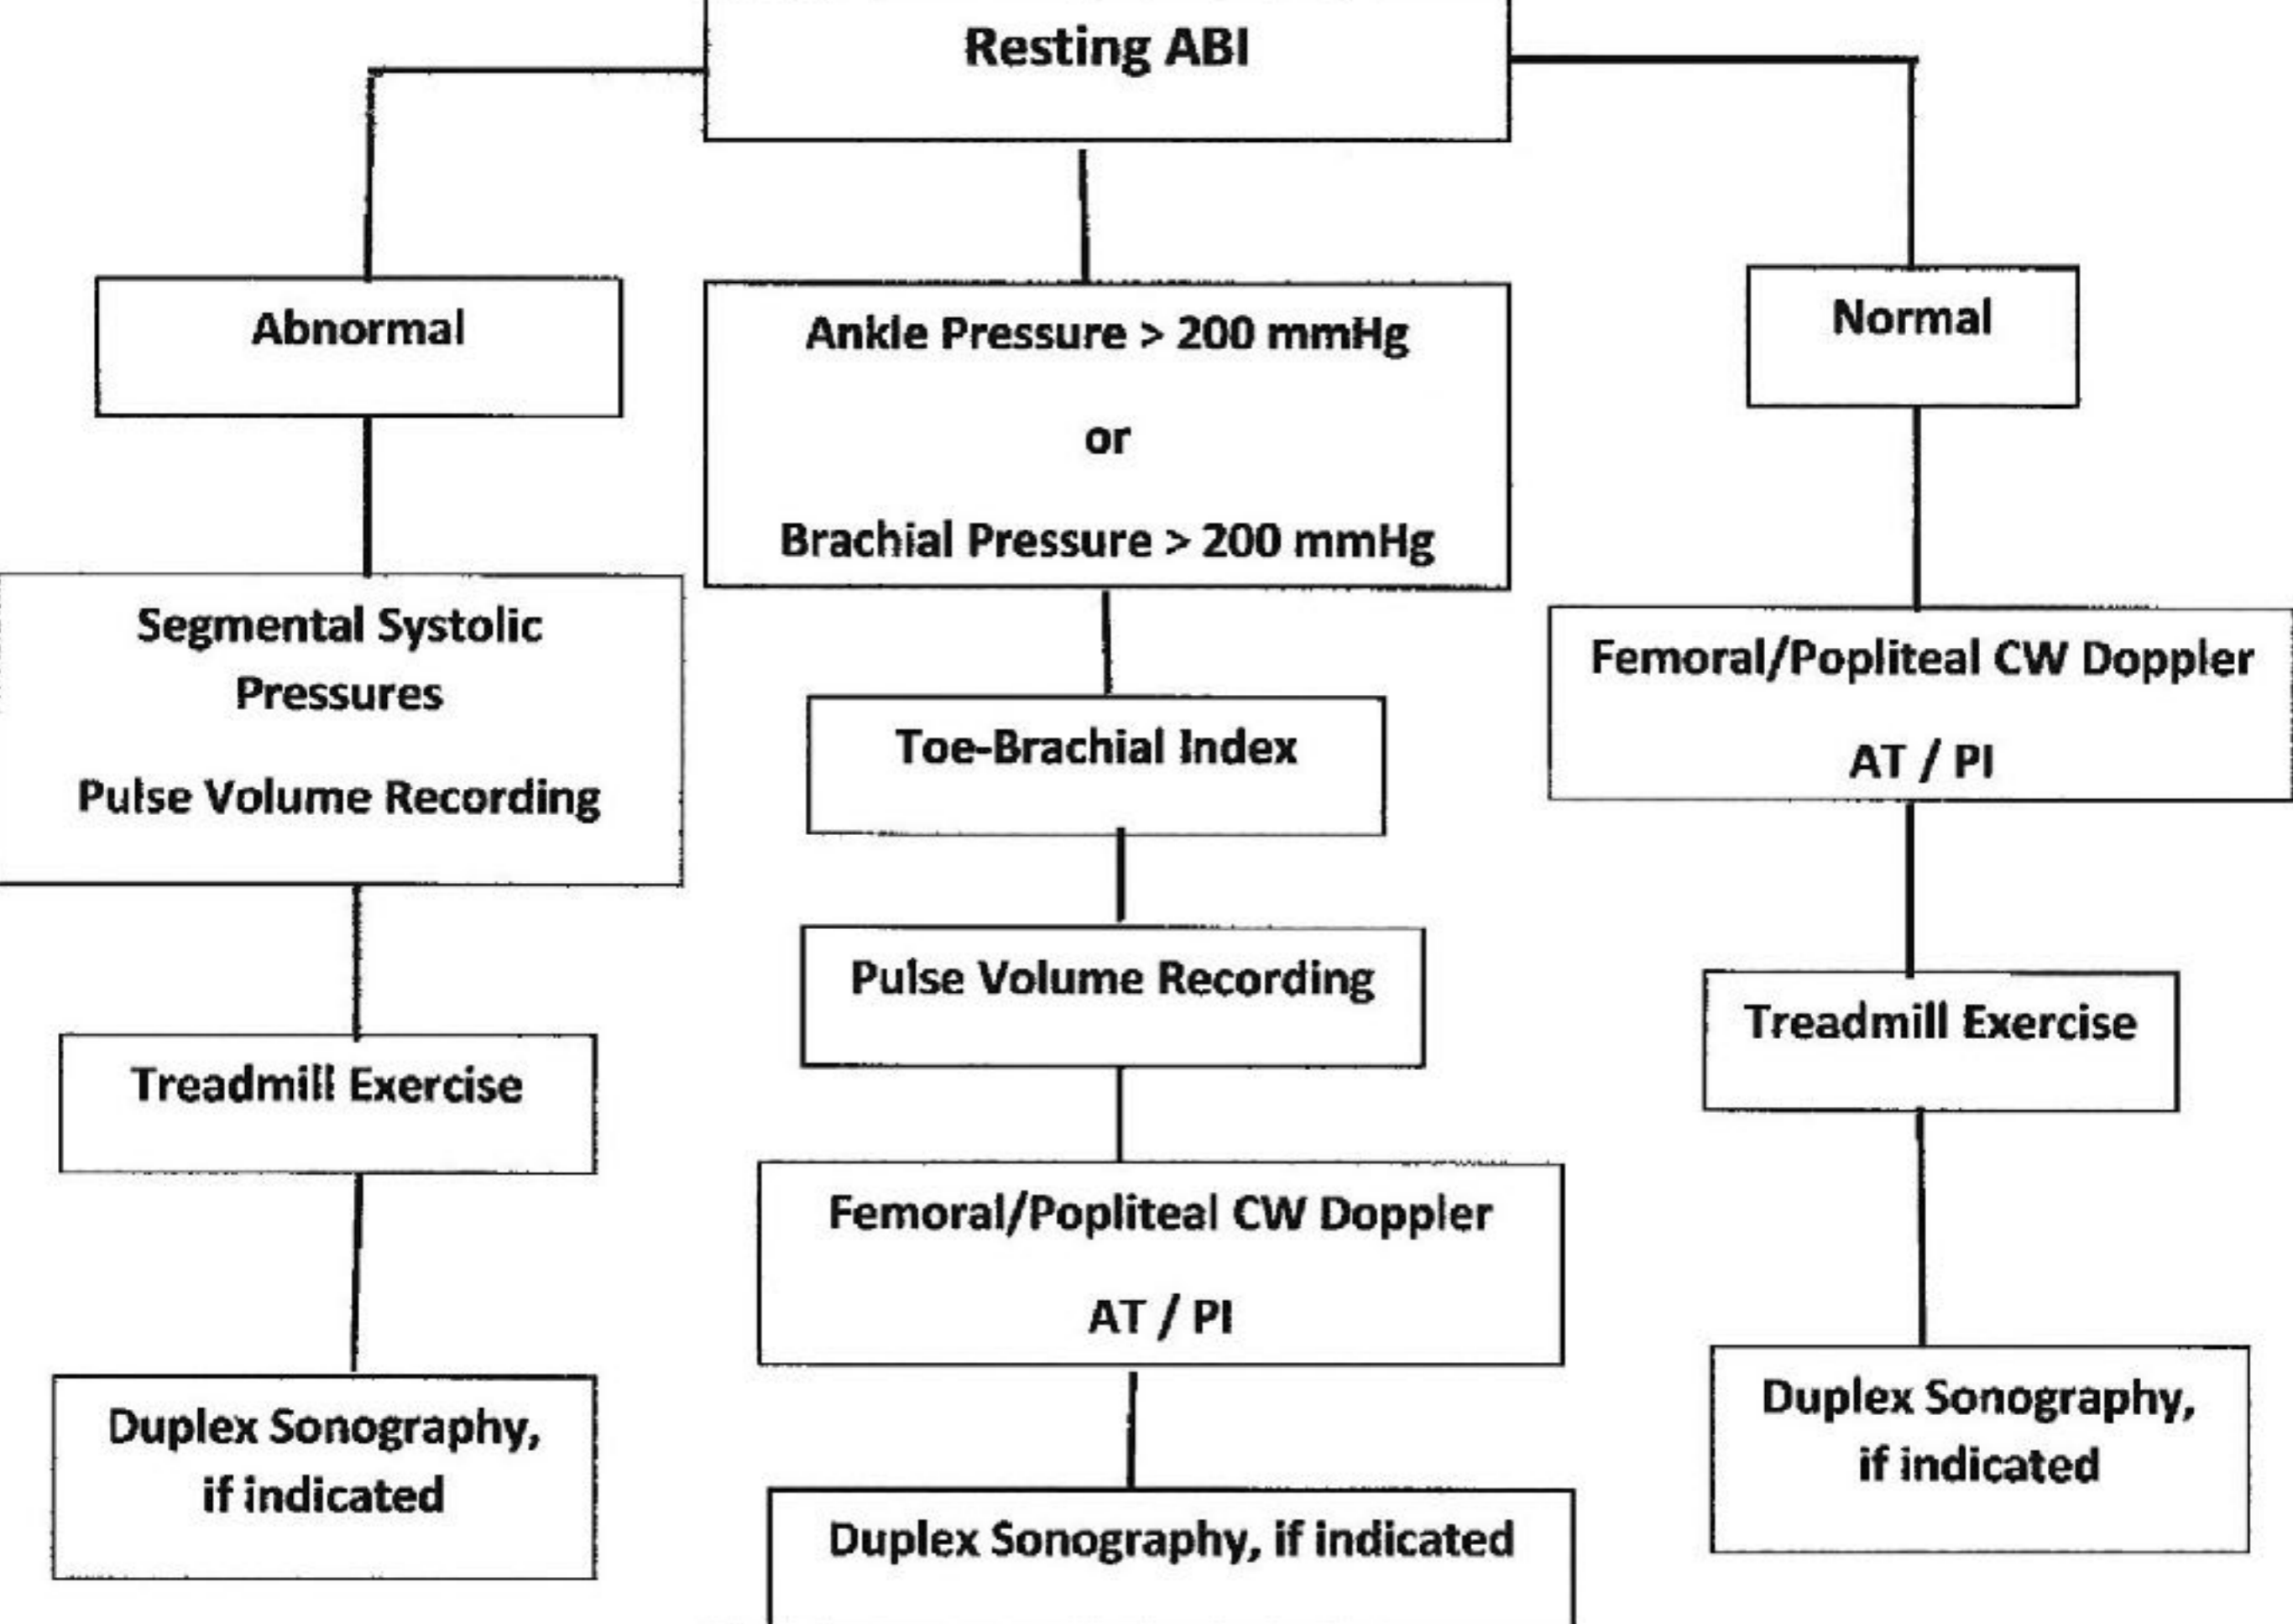 Resting ABI
Abnormal
Ankle Pressure > 200 mmHg
or
Brachial Pressure > 200 mmHg
Normal
Segmental Systolic
Pressures
Pulse Volume Recording
Femoral/Popliteal CW Doppler
AT / PI
Toe-Brachial Index
Pulse Volume Recording
Treadmill Exercise
Treadmill Exercise
Femoral/Popliteal CW Doppler
AT / PI
Duplex Sonography,
if indicated
Duplex Sonography, if indicated
Duplex Sonography,
if indicated